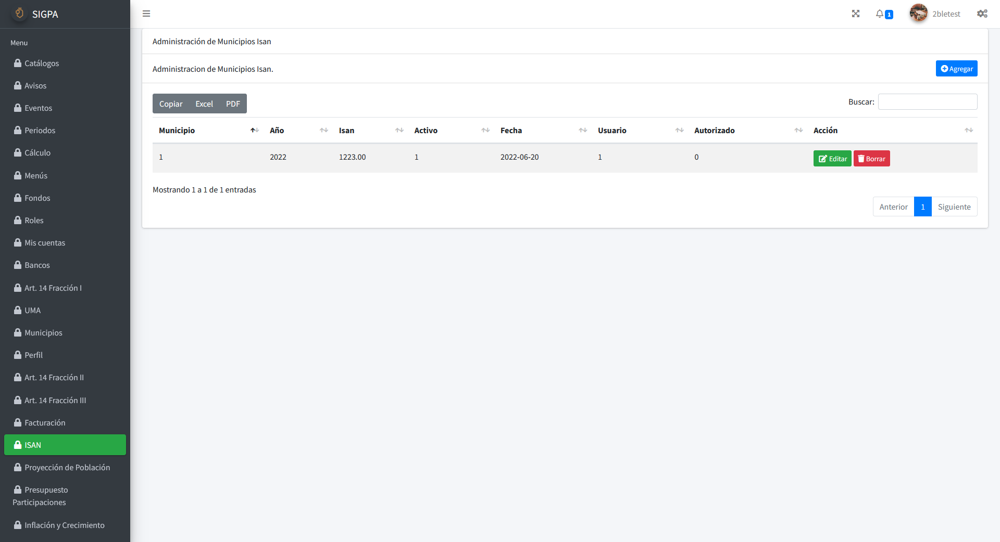 SIGPA
1
2bletest
Menu
Catálogos
Avisos
Eventos
Periodos
Cálculo
Menús
Fondos
Roles
Mis cuentas
Bancos
Art. 14 Fracción I
UMA
Municipios
Perfil
Art. 14 Fracción II
Art. 14 Fracción III
Facturación
ISAN
Proyección de Población
Presupuesto
Participaciones
Inflación y Crecimiento
Administración de Municipios Isan
Administracion de Municipios Isan.
Agregar
Copiar Excel PDF
Buscar:
Municipio Año Isan Activo Fecha Usuario Autorizado Acción
1 2022 1223.00 1 2022-06-20 1 0 Editar Borrar
Mostrando 1 a 1 de 1 entradas
Anterior 1 Siguiente